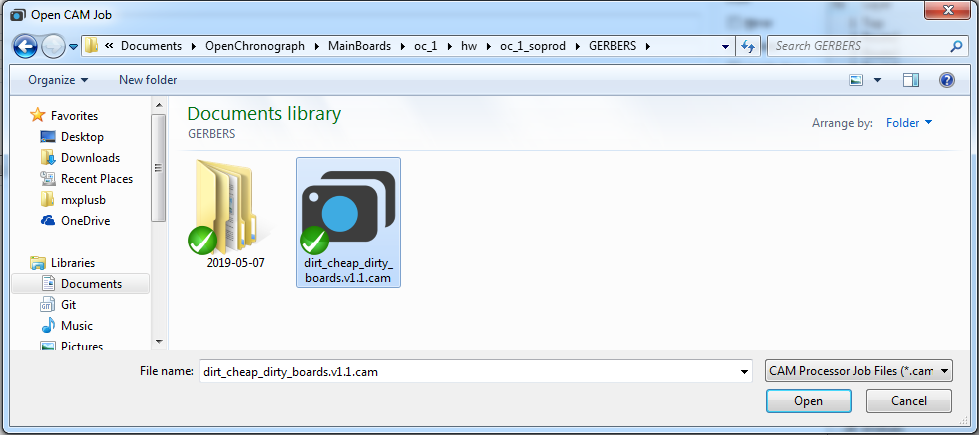 Open CAM Job
« Documents OpenChronograph MainBoards oc_1 hw oc_1_soprod GERBERS
Search GERBERS
Organize New folder
Favorites
Desktop
Downloads
Recent Places
mxplusb
OneDrive
Libraries
Documents
Git
Music
Pictures
Documents library
GERBERS
Arrange by: Folder
2019-05-07
dirt_cheap_dirty_
boards.v1.1.cam
File name: dirt_cheap_dirty_boards.v1.1.cam
CAM Processor Job Files (*.cam
Open
Cancel